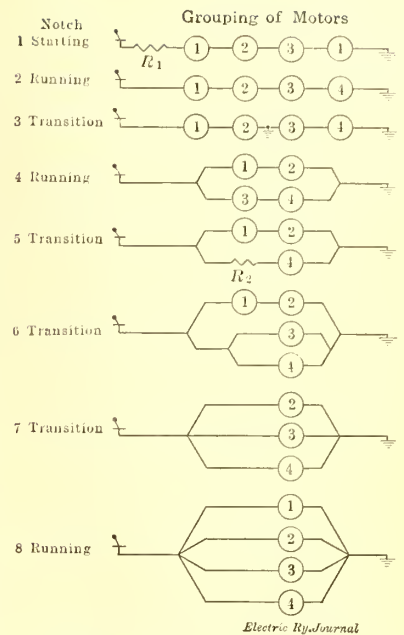 Notch
Grouping of Motors
1 Starting
R1
1 2 3 4
2 Running
1 2 3 4
3 Transition
1 2 3 4
4 Running
1 2
3 4
5 Transition
1 2
4
R2
6 Transition
1 2
3
4
7 Transition
2
3
4
8 Running
1
2
3
4
Electric Ry.Journal